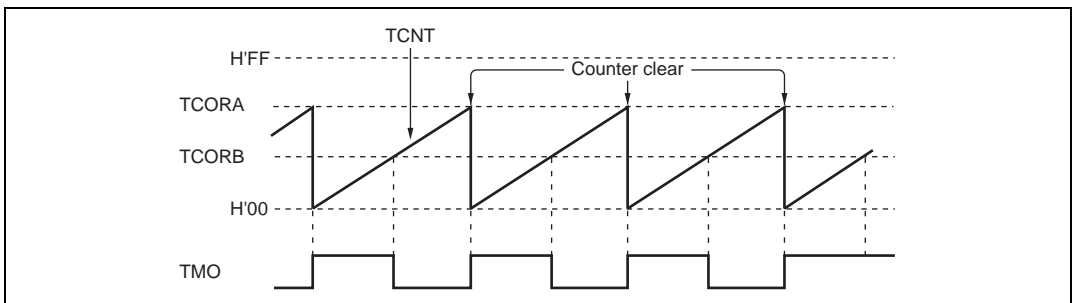 TCNT
H'FF
Counter clear
TCORA
TCORB
H'00
TMO